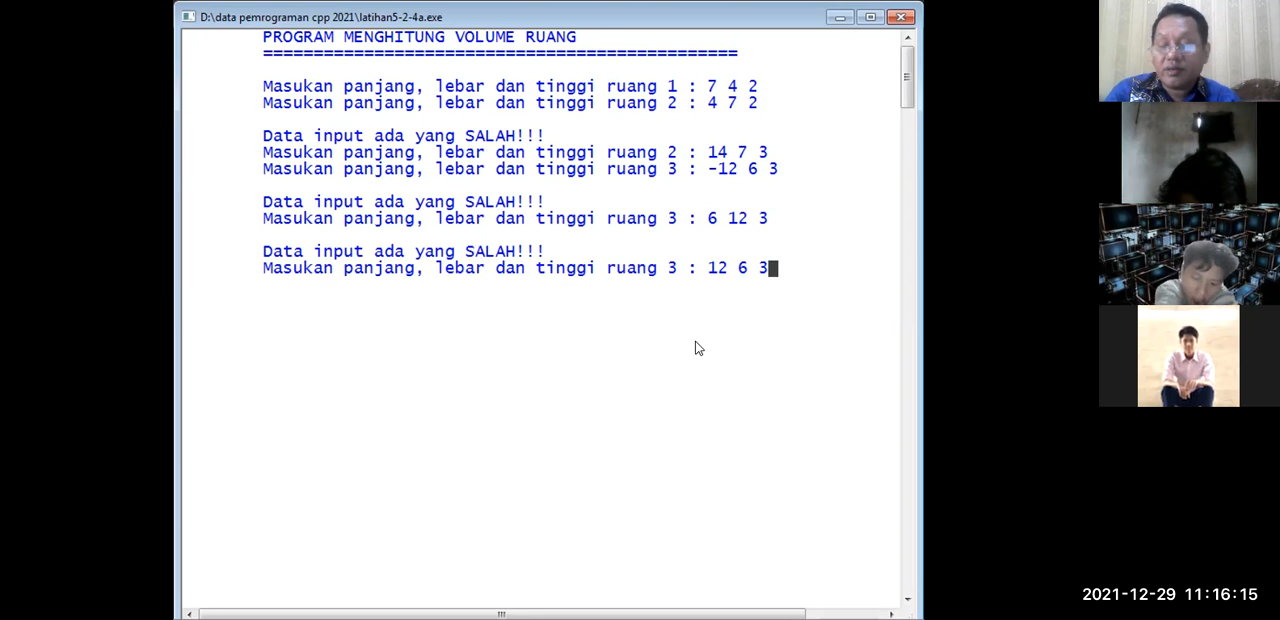 D:\data pemrograman cpp 2021\latihan5-2-4a.exe
PROGRAM MENGHITUNG VOLUME RUANG
===============================================
Masukan panjang, lebar dan tinggi ruang 1 : 7 4 2
Masukan panjang, lebar dan tinggi ruang 2 : 4 7 2
Data input ada yang SALAH!!!
Masukan panjang, lebar dan tinggi ruang 2 : 14 7 3
Masukan panjang, lebar dan tinggi ruang 3 : -12 6 3
Data input ada yang SALAH!!!
Masukan panjang, lebar dan tinggi ruang 3 : 6 12 3
Data input ada yang SALAH!!!
Masukan panjang, lebar dan tinggi ruang 3 : 12 6 3
2021-12-29 11:16:15